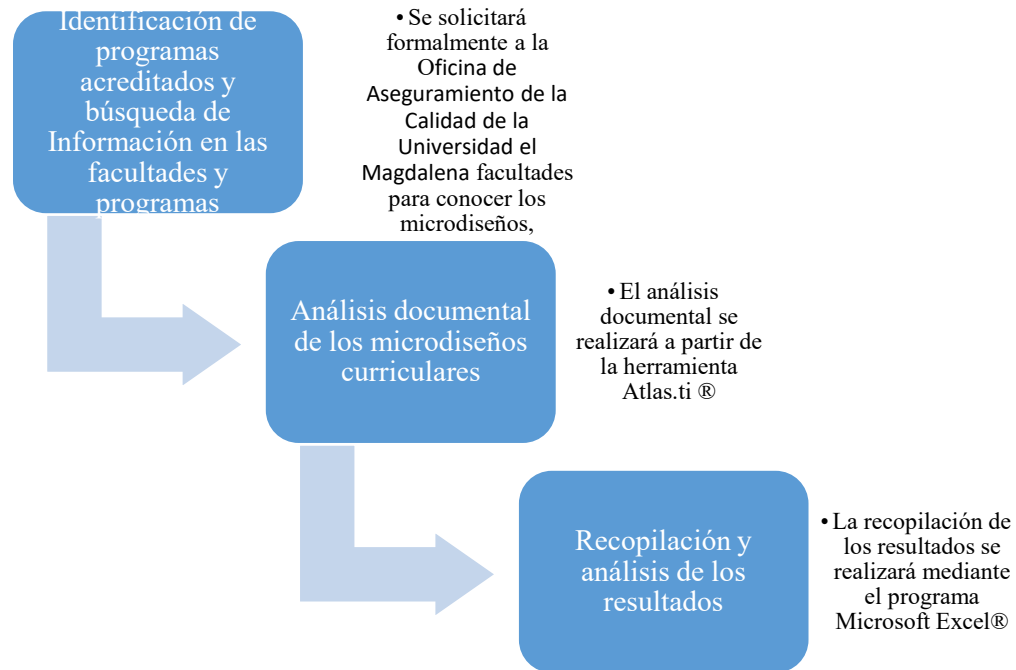 Identificación de
programas
acreditados y
búsqueda de
Información en las
facultades y
programas
• Se solicitará
formalmente a la
Oficina de
Aseguramiento de la
Calidad de la
Universidad el
Magdalena facultades
para conocer los
microdiseños,
Análisis documental
de los microdiseños
curriculares
• El análisis
documental se
realizará a partir de
la herramienta
Atlas.ti ®
Recopilación y
análisis de los
resultados
• La recopilación de
los resultados se
realizará mediante
el programa
Microsoft Excel®